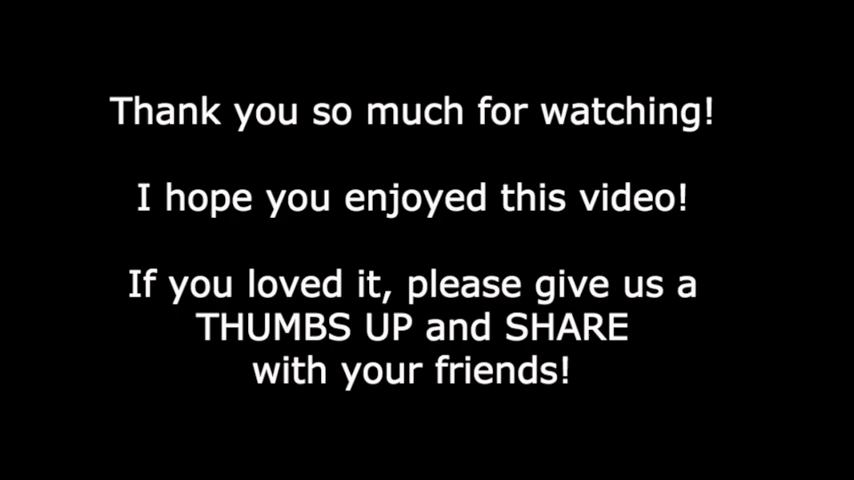 Thank you so much for watching!
I hope you enjoyed this video!
If you loved it, please give us a
THUMBS UP and SHARE
with your friends!